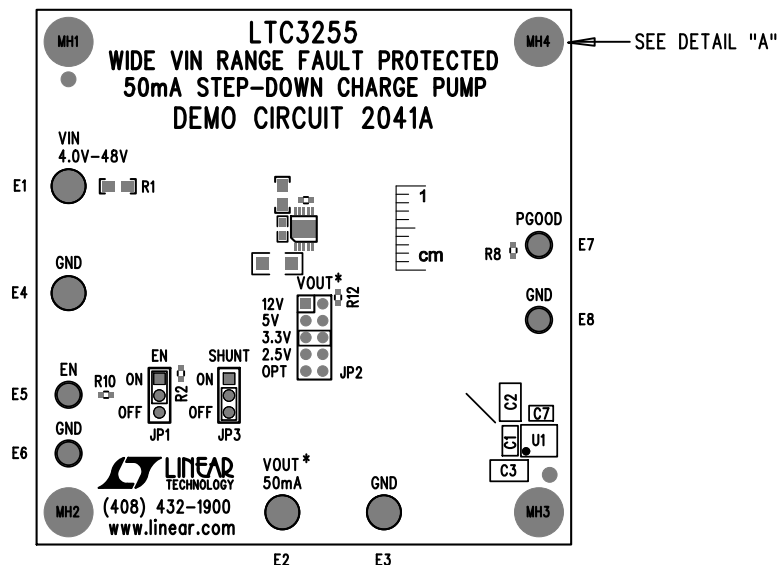 MH1
LTC3255
MH4
SEE DETAIL "A"
WIDE VIN RANGE FAULT PROTECTED
50mA STEP-DOWN CHARGE PUMP
DEMO CIRCUIT 2041A
VIN
4.0V-48V
E1
R1
1
cm
PGOOD
R8
E7
GND
E4
VOUT*
R12
12V
5V
3.3V
2.5V
OPT
JP2
GND
E8
EN
E5
R10
EN
ON
OFF
JP1
R2
SHUNT
ON
OFF
JP3
GND
E6
C2
C7
C1
U1
C3
LT LINEAR
TECHNOLOGY
(408) 432-1900
www.linear.com
MH2
VOUT*
50mA
E2
GND
E3
MH3